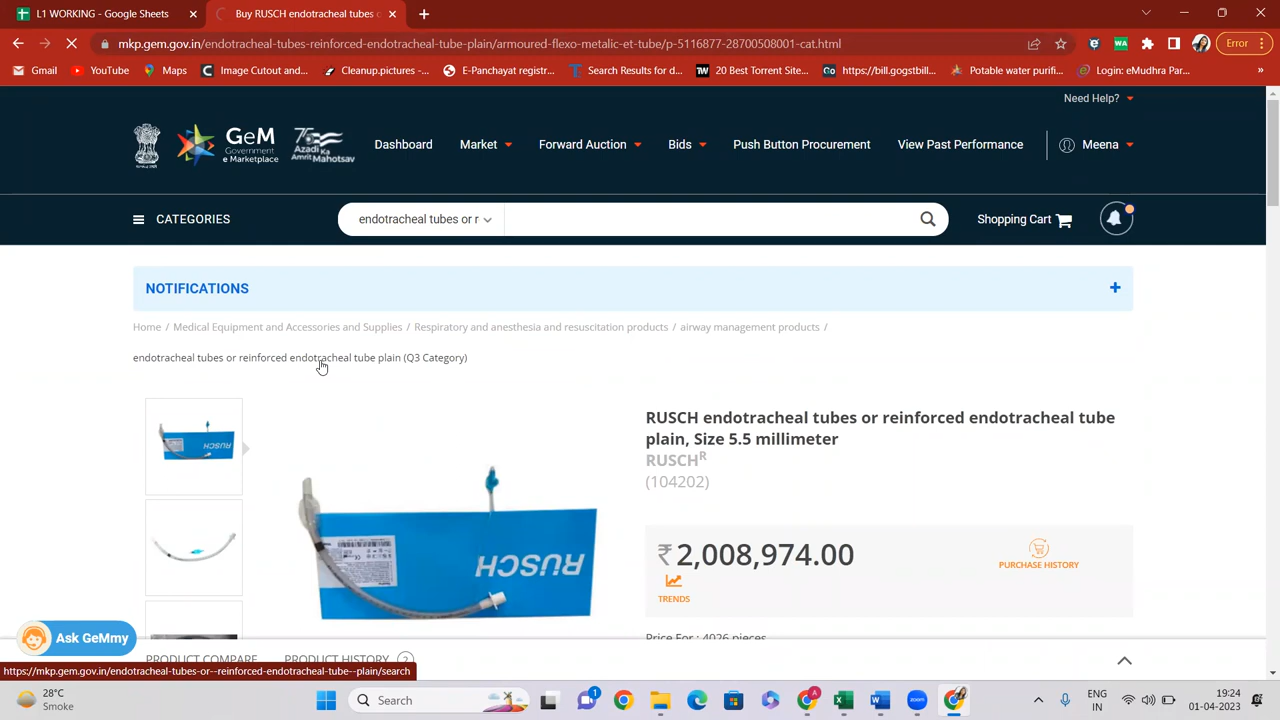 L1 WORKING - Google Sheets
Buy RUSCH endotracheal tubes o
mkp.gem.gov.in/endotracheal-tubes-reinforced-endotracheal-tube-plain/armoured-flexo-metalic-et-tube/p-5116877-28700508001-cat.html
Error
Gmail YouTube Maps Image Cutout and... Cleanup.pictures -... E-Panchayat registr... Search Results for d... 20 Best Torrent Site... https://bill.gogstbill... Potable water purifi... Login: eMudhra Par... »
Need Help?
GeM Government e Marketplace
75 Azadi Ka Amrit Mahotsav
Dashboard Market Forward Auction Bids Push Button Procurement View Past Performance Meena
CATEGORIES endotracheal tubes or r Shopping Cart
NOTIFICATIONS +
Home / Medical Equipment and Accessories and Supplies / Respiratory and anesthesia and resuscitation products / airway management products /
endotracheal tubes or reinforced endotracheal tube plain (Q3 Category)
RUSCH endotracheal tubes or reinforced endotracheal tube
plain, Size 5.5 millimeter
RUSCH
RUSCH R
(104202)
₹2,008,974.00
TRENDS
PURCHASE HISTORY
RUSCH
Price For : 4026 pieces
Ask GeMmy
PRODUCT COMPARE PRODUCT HISTORY 2
https://mkp.gem.gov.in/endotracheal-tubes-or--reinforced-endotracheal-tube--plain/search
28°C
Smoke
Search
1
ENG
IN
19:24
01-04-2023